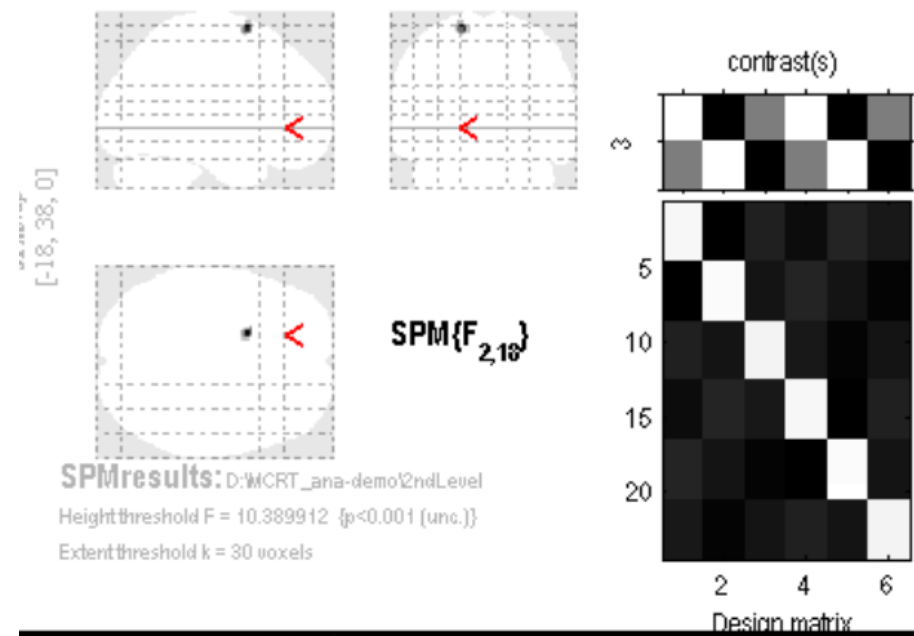 contrast(s)
3
[-18, 38, 0]
<
<
<
SPM{F2,18}
5
10
15
20
2 4 6
Design matrix
SPMresults: D:\MCRT_ana-demo\2ndLevel
Height threshold F = 10.389912 {p<0.001 (unc.)}
Extent threshold k = 30 voxels